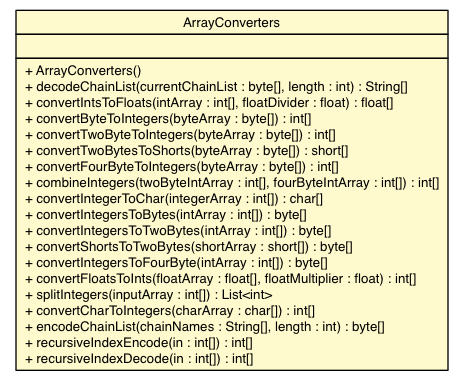 ArrayConverters
+ ArrayConverters()
+ decodeChainList(currentChainList : byte[], length : int) : String[]
+ convertIntsToFloats(intArray : int[], floatDivider : float) : float[]
+ convertByteToIntegers(byteArray : byte[]) : int[]
+ convertTwoByteToIntegers(byteArray : byte[]) : int[]
+ convertTwoBytesToShorts(byteArray : byte[]) : short[]
+ convertFourByteToIntegers(byteArray : byte[]) : int[]
+ combineIntegers(twoByteIntArray : int[], fourByteIntArray : int[]) : int[]
+ convertIntegerToChar(integerArray : int[]) : char[]
+ convertIntegersToBytes(intArray : int[]) : byte[]
+ convertIntegersToTwoBytes(intArray : int[]) : byte[]
+ convertShortsToTwoBytes(shortArray : short[]) : byte[]
+ convertIntegersToFourByte(intArray : int[]) : byte[]
+ convertFloatsToInts(floatArray : float[], floatMultiplier : float) : int[]
+ splitIntegers(inputArray : int[]) : List<int>
+ convertCharToIntegers(charArray : char[]) : int[]
+ encodeChainList(chainNames : String[], length : int) : byte[]
+ recursiveIndexEncode(in : int[]) : int[]
+ recursiveIndexDecode(in : int[]) : int[]